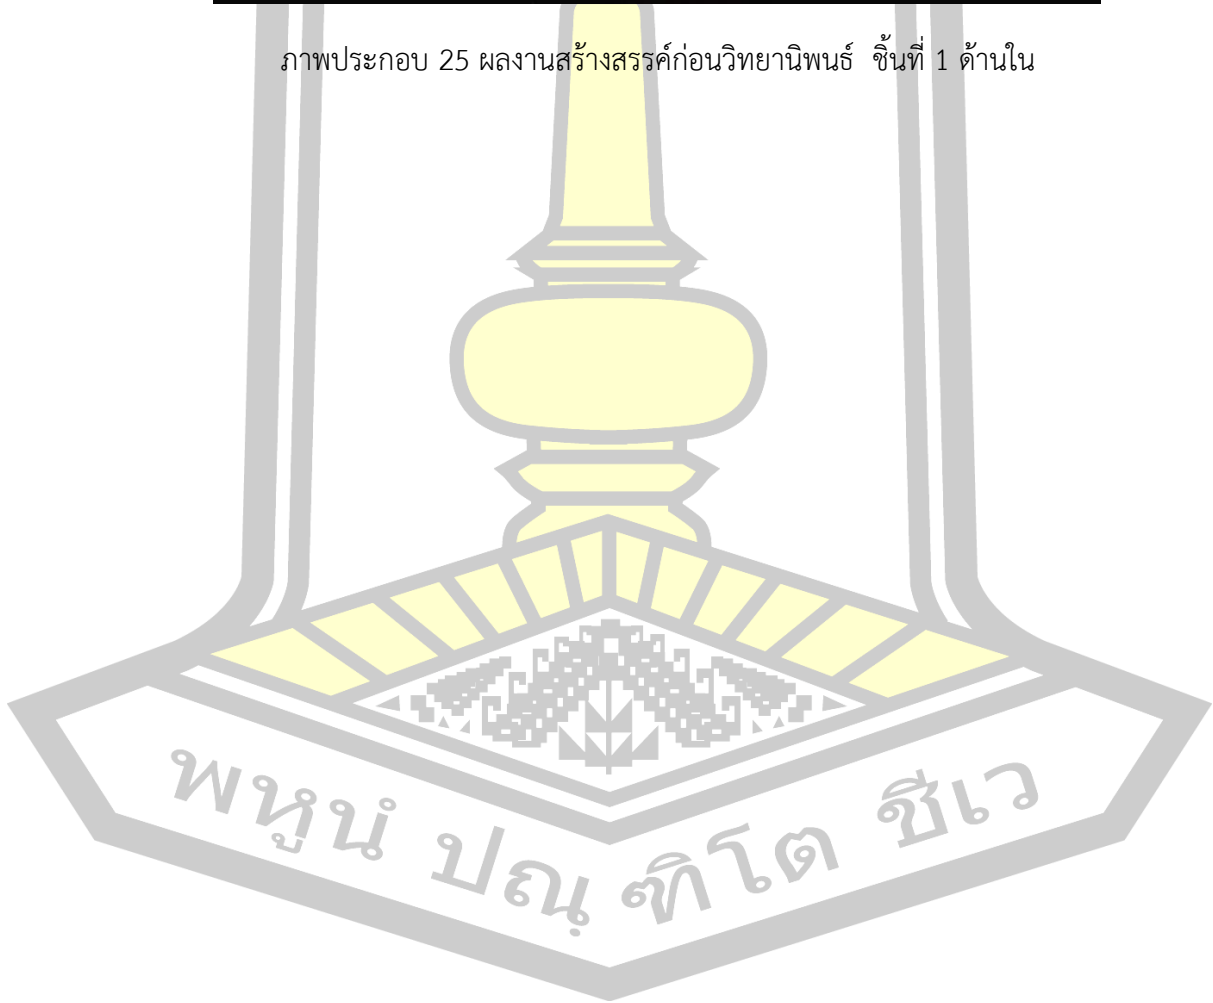 ภาพประกอบ 25 ผลงานสร้างสรรค์ก่อนวิทยานิพนธ์ ชิ้นที่ 1 ด้านใน
พหูนํ ปณฺ ฑิโต ชีเว